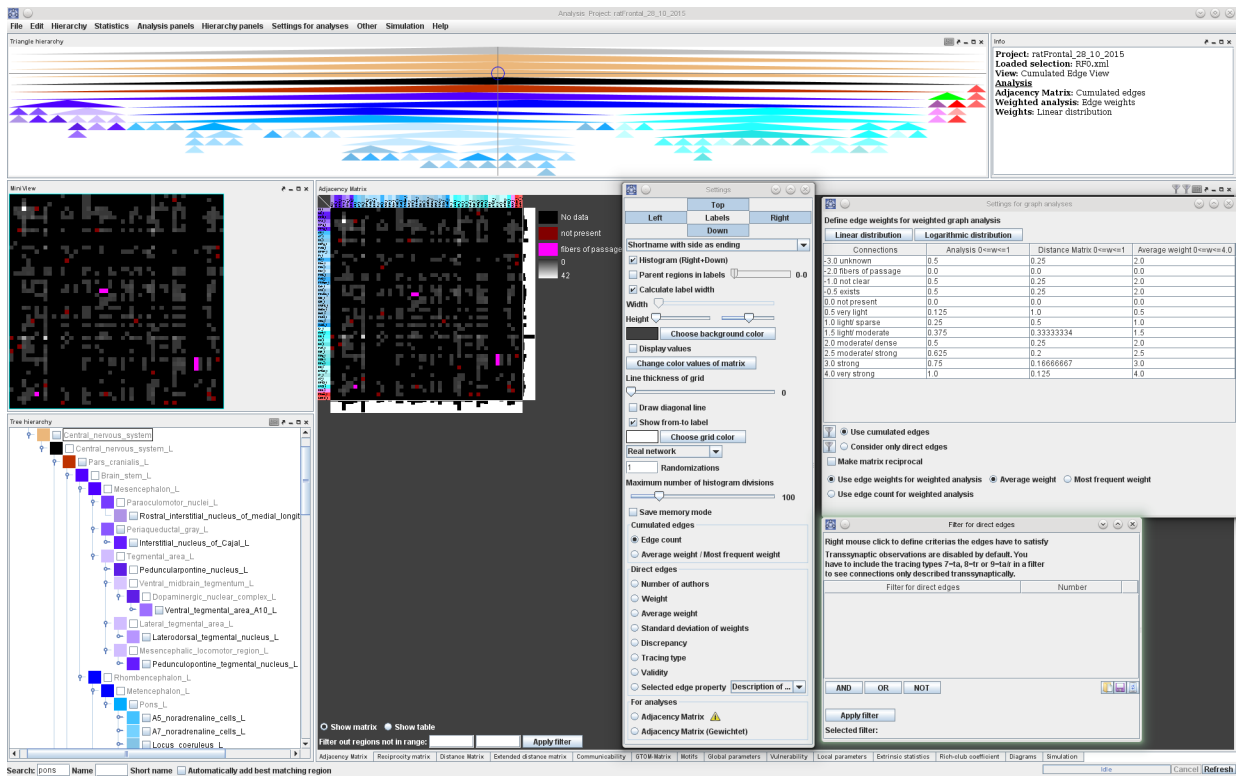 Analysis Project: ratFrontal_28_10_2015
File Edit Hierarchy Statistics Analysis panels Hierarchy panels Settings for analyses Other Simulation Help
Triangle hierarchy
Info
Project: ratFrontal_28_10_2015
Loaded selection: RF0.xml
View: Cumulated Edge View
Analysis
Adjacency Matrix: Cumulated edges
Weighted analysis: Edge weights
Weights: Linear distribution
MiniView
Adjacency Matrix
No data
not present
fibers of passage
0
42
Settings
Top
Left Labels Right
Down
Shortname with side as ending
Histogram (Right+Down)
Parent regions in labels 0-0
Calculate label width
Width
Height
Choose background color
Display values
Change color values of matrix
Line thickness of grid
0
Draw diagonal line
Show from-to label
Choose grid color
Real network
1 Randomizations
Maximum number of histogram divisions
100
Save memory mode
Cumulated edges
Edge count
Average weight / Most frequent weight
Direct edges
Number of authors
Weight
Average weight
Standard deviation of weights
Discrepancy
Tracing type
Validity
Selected edge property Description of ...
For analyses
Adjacency Matrix
Adjacency Matrix (Gewichtet)
Settings for graph analyses
Define edge weights for weighted graph analysis
Linear distribution Logarithmic distribution
Connections Analysis 0<=w<=1 Distance Matrix 0<=w<=1 Average weight 0<=w<=4.0
-3.0 unknown 0.5 0.25 2.0
-2.0 fibers of passage 0.0 0.0 0.0
-1.0 not clear 0.5 0.25 2.0
-0.5 exists 0.5 0.25 2.0
0.0 not present 0.0 0.0 0.0
0.5 very light 0.125 1.0 0.5
1.0 light/ sparse 0.25 0.5 1.0
1.5 light/ moderate 0.375 0.33333334 1.5
2.0 moderate/ dense 0.5 0.25 2.0
2.5 moderate/ strong 0.625 0.2 2.5
3.0 strong 0.75 0.16666667 3.0
4.0 very strong 1.0 0.125 4.0
Use cumulated edges
Consider only direct edges
Make matrix reciprocal
Use edge weights for weighted analysis Average weight Most frequent weight
Use edge count for weighted analysis
Filter for direct edges
Right mouse click to define criterias the edges have to satisfy
Transsynaptic observations are disabled by default. You
have to include the tracing types 7=ta, 8=tr or 9=ta/r in a filter
to see connections only described transsynaptically.
Filter for direct edges Number
AND OR NOT
Apply filter
Selected filter:
Tree hierarchy
Central_nervous_system
Central_nervous_system_L
Pars_cranialis_L
Brain_stem_L
Mesencephalon_L
Paraoculomotor_nuclei_L
Rostral_interstitial_nucleus_of_medial_longit
Periaqueductal_gray_L
Interstitial_nucleus_of_Cajal_L
Tegmental_area_L
Peduncularpontine_nucleus_L
Ventral_midbrain_tegmentum_L
Dopaminergic_nuclear_complex_L
Ventral_tegmental_area_A10_L
Lateral_tegmental_area_L
Laterodorsal_tegmental_nucleus_L
Mesencephalic_locomotor_region_L
Pedunculopontine_tegmental_nucleus_L
Rhombencephalon_L
Metencephalon_L
Pons_L
A5_noradrenaline_cells_L
A7_noradrenaline_cells_L
Locus_coeruleus_L
Show matrix Show table
Filter out regions not in range: Apply filter
Adjacency Matrix Reciprocity matrix Distance Matrix Extended distance matrix Communicability GTOM-Matrix Motifs Global parameters Vulnerability Local parameters Extrinsic statistics Rich-club coefficient Diagrams Simulation
Search: pons Name Short name Automatically add best matching region
Idle Cancel Refresh